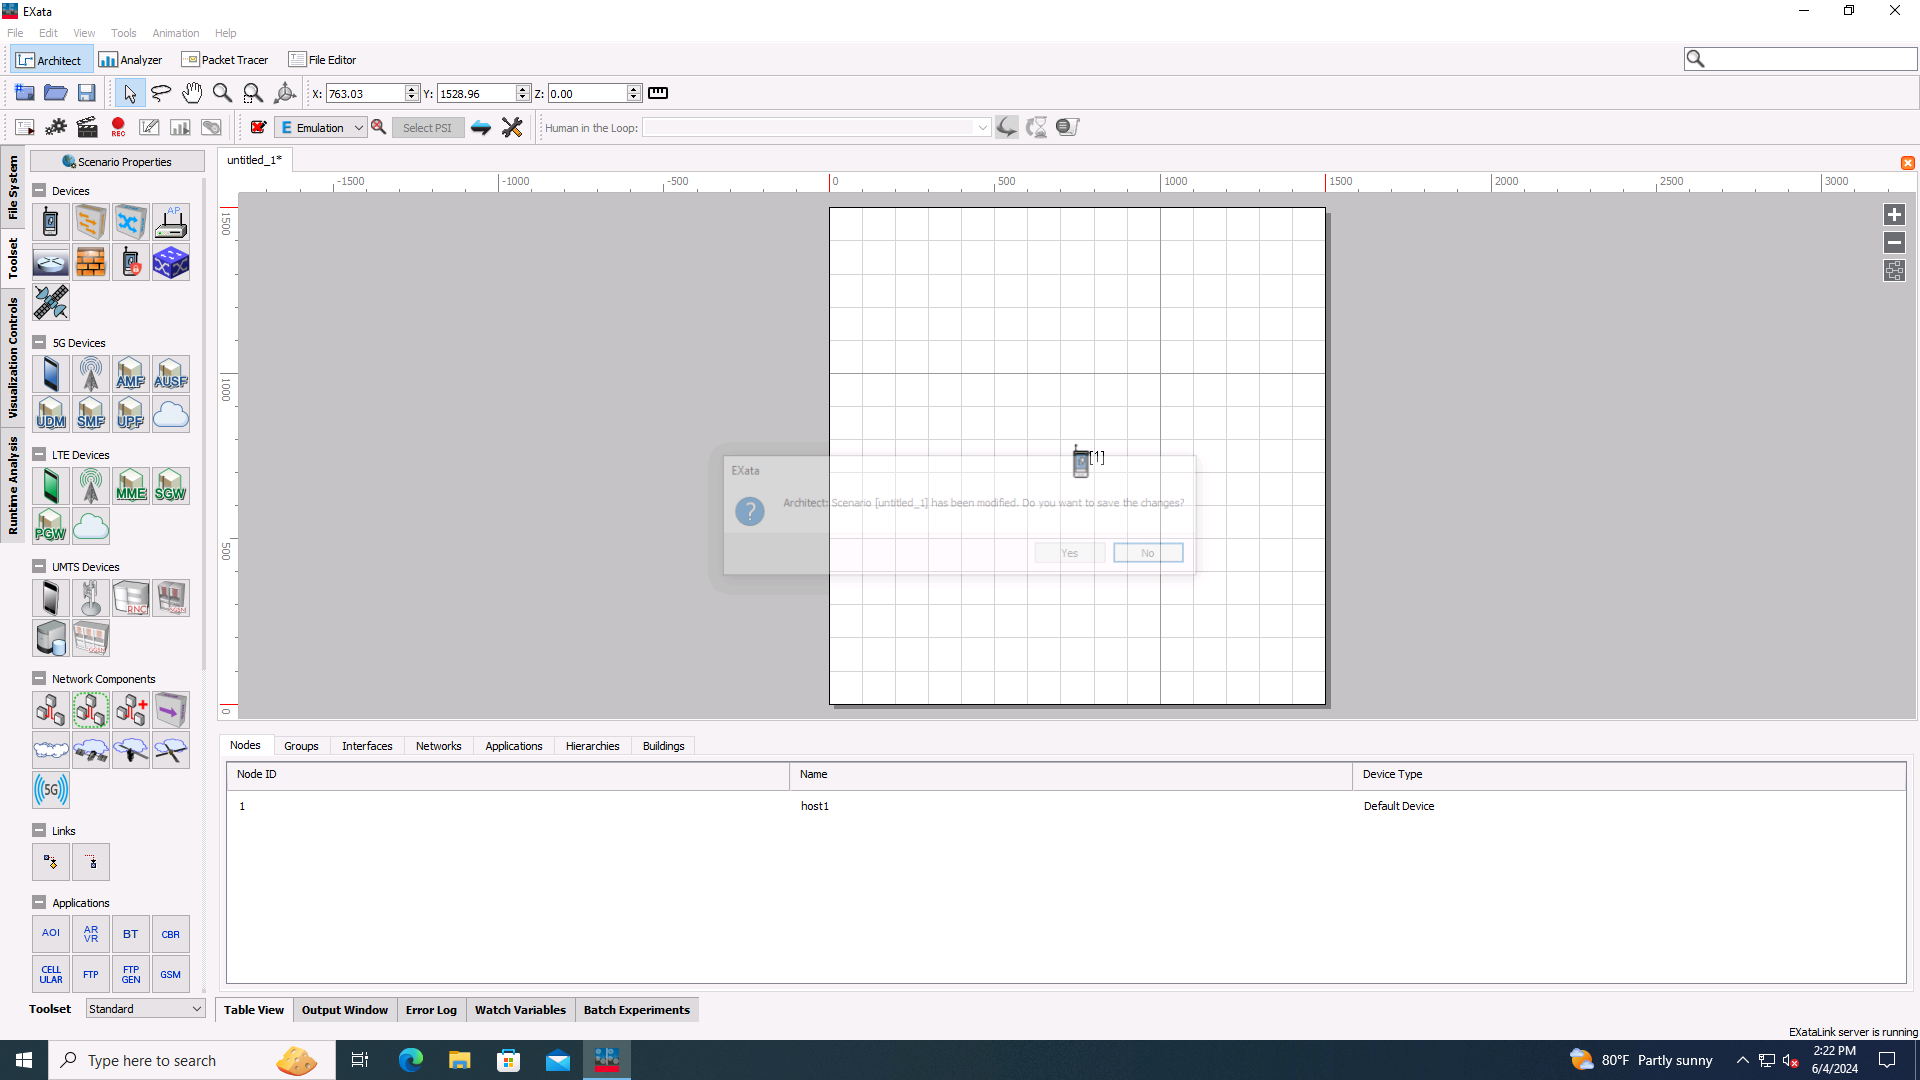 EXata
File Edit View Tools Animation Help
Architect Analyzer Packet Tracer File Editor
X: 763.03 Y: 1528.96 Z: 0.00
REC E Emulation Select PSI Human in the Loop:
File System
Toolset
Visualization Controls
Runtime Analysis
Scenario Properties
untitled_1*
-1500 -1000 -500 0 500 1000 1500 2000 2500 3000
1500
1000
500
0
Devices
AP
5G Devices
AMF AUSF
UDM SMF UPF
LTE Devices
MME SGW
PGW
UMTS Devices
RNC SGSN
GGSN
Network Components
5G
Links
Applications
AOI AR VR BT CBR
CELL ULAR FTP FTP GEN GSM
Toolset Standard
[1]
EXata
Architect: Scenario [untitled_1] has been modified. Do you want to save the changes?
Yes No
Nodes Groups Interfaces Networks Applications Hierarchies Buildings
Node ID Name Device Type
1 host1 Default Device
Table View Output Window Error Log Watch Variables Batch Experiments
EXataLink server is running
Type here to search
80°F Partly sunny
2:22 PM
6/4/2024